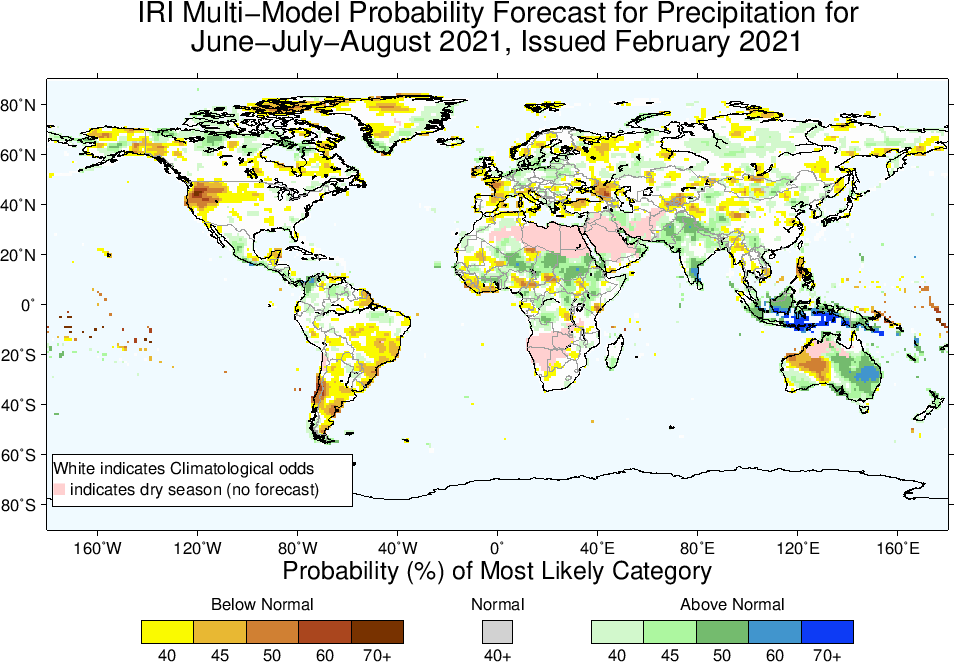 IRI Multi−Model Probability Forecast for Precipitation for
June−July−August 2021, Issued February 2021
80˚N
60˚N
40˚N
20˚N
0˚
20˚S
40˚S
60˚S
80˚S
White indicates Climatological odds
indicates dry season (no forecast)
160˚W 120˚W 80˚W 40˚W 0˚ 40˚E 80˚E 120˚E 160˚E
Probability (%) of Most Likely Category
Below Normal Normal Above Normal
40 45 50 60 70+ 40+ 40 45 50 60 70+